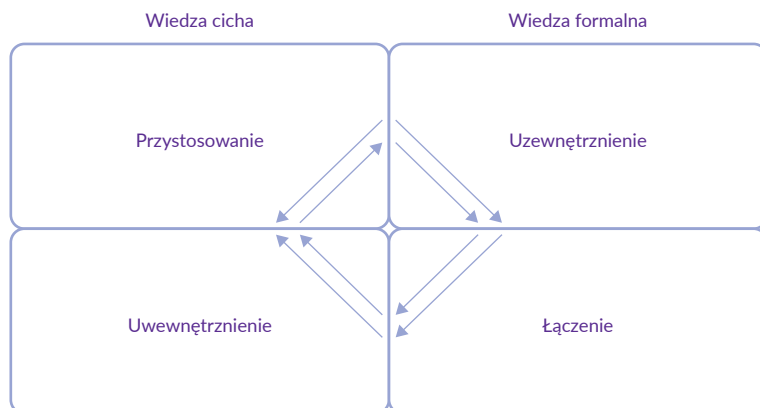 Wiedza cicha
Wiedza formalna
Przystosowanie
Uzewnętrznienie
Uwewnętrznienie
Łączenie